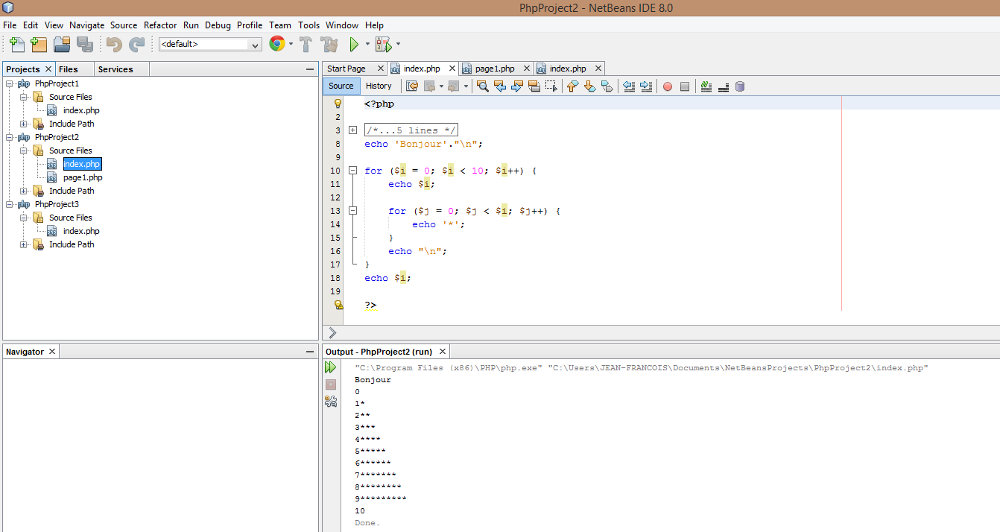 PhpProject2 - NetBeans IDE 8.0
File Edit View Navigate Source Refactor Run Debug Profile Team Tools Window Help
<default>
Projects Files Services
PhpProject1
Source Files
index.php
Include Path
PhpProject2
Source Files
index.php
page1.php
Include Path
PhpProject3
Source Files
index.php
Include Path
Start Page index.php page1.php index.php
Source History
<?php
2
3 /*...5 lines */
8 echo 'Bonjour'."\n";
9
10 for ($i = 0; $i < 10; $i++) {
11 echo $i;
12
13 for ($j = 0; $j < $i; $j++) {
14 echo '*';
15 }
16 echo "\n";
17 }
18 echo $i;
19
?>
Navigator
Output - PhpProject2 (run)
"C:\Program Files (x86)\PHP\php.exe" "C:\Users\JEAN-FRANCOIS\Documents\NetBeansProjects\PhpProject2\index.php"
Bonjour
0
1*
2**
3***
4****
5*****
6******
7*******
8********
9*********
10
Done.